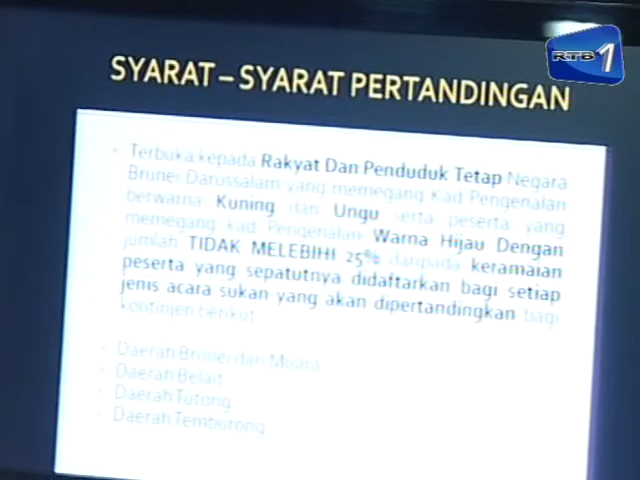 RTB 1
SYARAT – SYARAT PERTANDINGAN
• Terbuka kepada Rakyat Dan Penduduk Tetap Negara
Brunei Darussalam yang memegang Kad Pengenalan
berwarna Kuning dan Ungu serta peserta yang
memegang kad Pengenalan Warna Hijau Dengan
jumlah TIDAK MELEBIHI 25% daripada keramaian
peserta yang sepatutnya didaftarkan bagi setiap
jenis acara sukan yang akan dipertandingkan bagi
kontinjen berikut
• Daerah Brunei dan Muara
• Daerah Belait
• Daerah Tutong
• Daerah Temburong